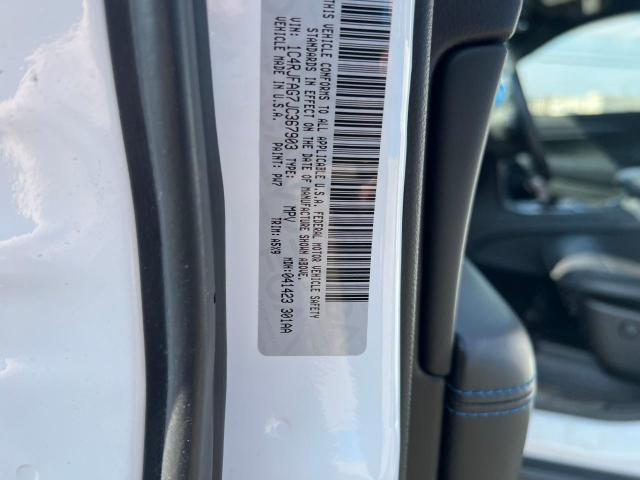 THIS VEHICLE CONFORMS TO ALL APPLICABLE U.S.A. FEDERAL MOTOR VEHICLE SAFETY
STANDARDS IN EFFECT ON THE DATE OF MANUFACTURE SHOWN ABOVE.
VIN: 1C4RJFAG7JC367903 TYPE: MPV MDH:041423 301AA
VEHICLE MADE IN U.S.A. PAINT: PW7 TRIM: A5X9